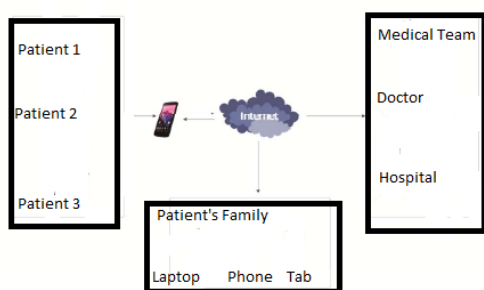 Patient 1
Patient 2
Patient 3
Internet
Medical Team
Doctor
Hospital
Patient's Family
Laptop Phone Tab